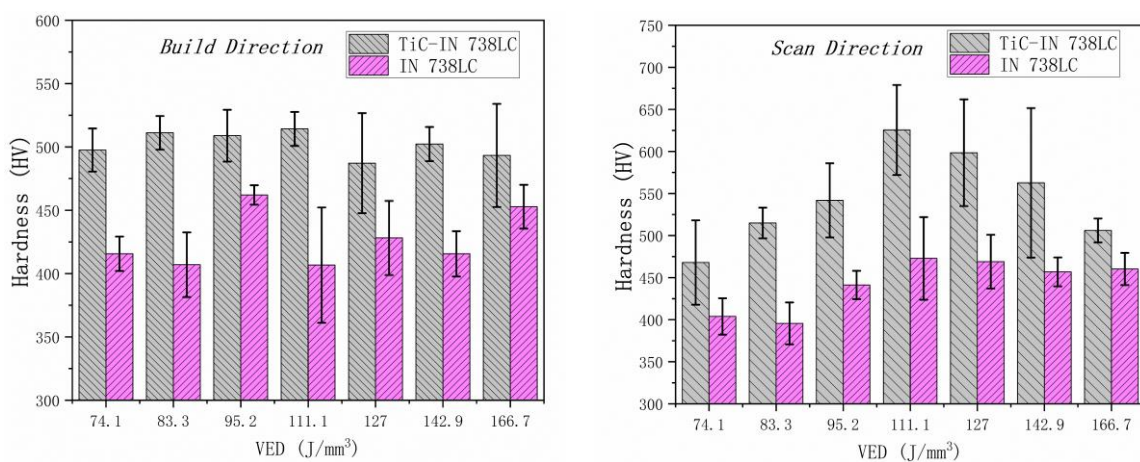 600
550
500
450
400
350
300
Hardness (HV)
Build Direction
TiC-IN 738LC
IN 738LC
74.1 83.3 95.2 111.1 127 142.9 166.7
VED (J/mm³)
750
700
650
600
550
500
450
400
350
300
Hardness (HV)
Scan Direction
TiC-IN 738LC
IN 738LC
74.1 83.3 95.2 111.1 127 142.9 166.7
VED (J/mm³)